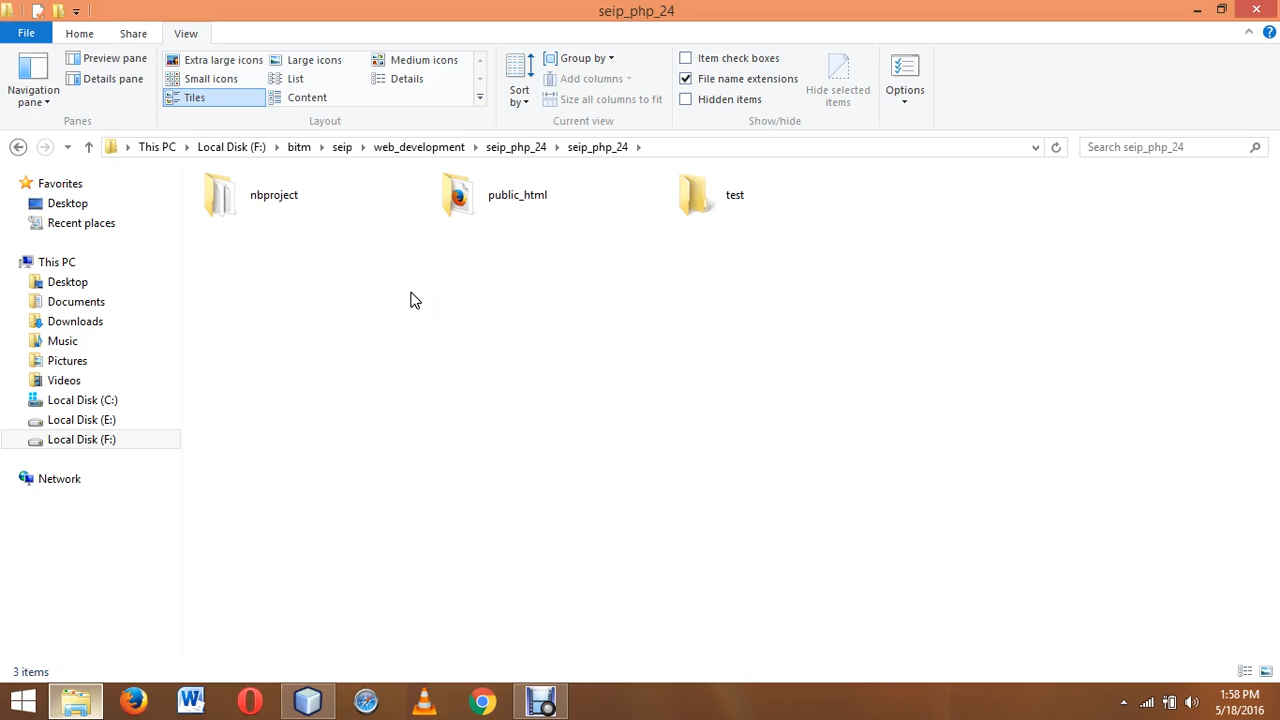 seip_php_24
File Home Share View
Navigation pane
Preview pane
Details pane
Panes
Extra large icons Large icons Medium icons
Small icons List Details
Tiles Content
Layout
Sort by
Group by
Add columns
Size all columns to fit
Current view
Item check boxes
File name extensions
Hidden items
Hide selected items
Show/hide
Options
This PC Local Disk (F:) bitm seip web_development seip_php_24 seip_php_24
Search seip_php_24
Favorites
Desktop
Recent places
This PC
Desktop
Documents
Downloads
Music
Pictures
Videos
Local Disk (C:)
Local Disk (E:)
Local Disk (F:)
Network
nbproject public_html test
3 items
1:58 PM
5/18/2016